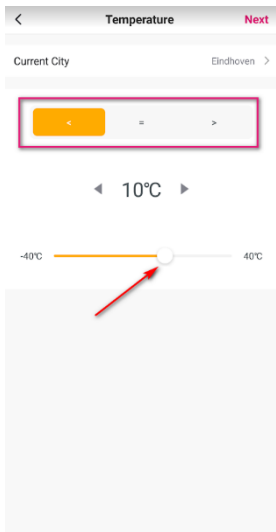 Temperature Next
Current City Eindhoven
< = >
10℃
-40℃ 40℃